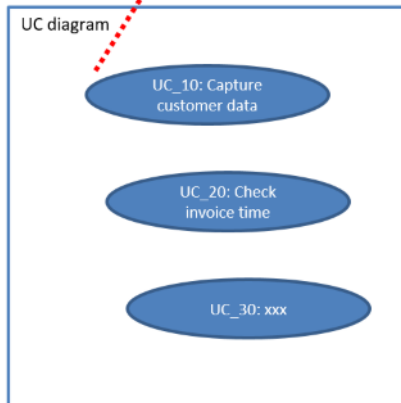 UC diagram
UC_10: Capture
customer data
UC_20: Check
invoice time
UC_30: xxx